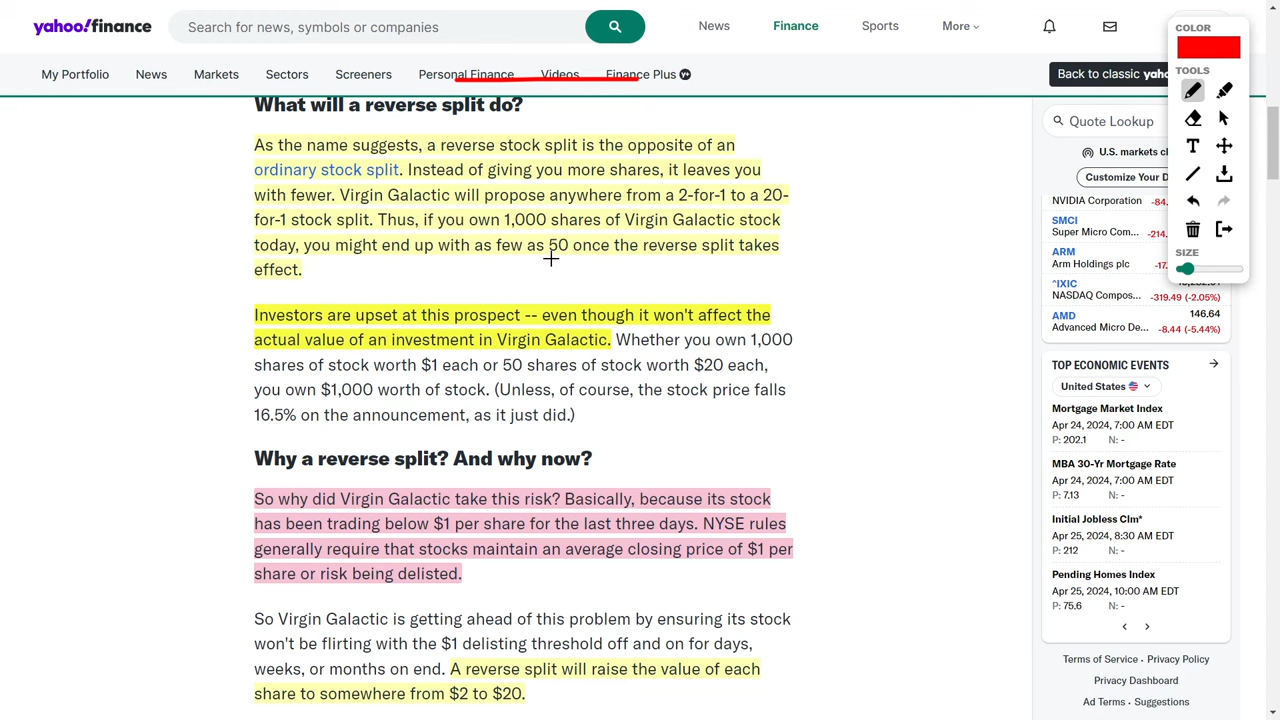 yahoo!finance
Search for news, symbols or companies
News
Finance
Sports
More
COLOR
My Portfolio
News
Markets
Sectors
Screeners
Personal Finance
Videos
Finance Plus
Back to classic
TOOLS
What will a reverse split do?
As the name suggests, a reverse stock split is the opposite of an
ordinary stock split. Instead of giving you more shares, it leaves you
with fewer. Virgin Galactic will propose anywhere from a 2-for-1 to a 20-
for-1 stock split. Thus, if you own 1,000 shares of Virgin Galactic stock
today, you might end up with as few as 50 once the reverse split takes
effect.
Investors are upset at this prospect -- even though it won't affect the
actual value of an investment in Virgin Galactic. Whether you own 1,000
shares of stock worth $1 each or 50 shares of stock worth $20 each,
you own $1,000 worth of stock. (Unless, of course, the stock price falls
16.5% on the announcement, as it just did.)
Why a reverse split? And why now?
So why did Virgin Galactic take this risk? Basically, because its stock
has been trading below $1 per share for the last three days. NYSE rules
generally require that stocks maintain an average closing price of $1 per
share or risk being delisted.
So Virgin Galactic is getting ahead of this problem by ensuring its stock
won't be flirting with the $1 delisting threshold off and on for days,
weeks, or months on end. A reverse split will raise the value of each
share to somewhere from $2 to $20.
Quote Lookup
U.S. markets
Customize Your
NVIDIA Corporation
SIZE
SMCI
Super Micro Com...
ARM
Arm Holdings plc
^IXIC
NASDAQ Compos...
-319.49 (-2.05%)
AMD
146.64
Advanced Micro De...
-8.44 (-5.44%)
TOP ECONOMIC EVENTS
United States
Mortgage Market Index
Apr 24, 2024, 7:00 AM EDT
P: 202.1 N: -
MBA 30-Yr Mortgage Rate
Apr 24, 2024, 7:00 AM EDT
P: 7.13 N: -
Initial Jobless Clm*
Apr 25, 2024, 8:30 AM EDT
P: 212 N: -
Pending Homes Index
Apr 25, 2024, 10:00 AM EDT
P: 75.6 N: -
Terms of Service • Privacy Policy
Privacy Dashboard
Ad Terms • Suggestions